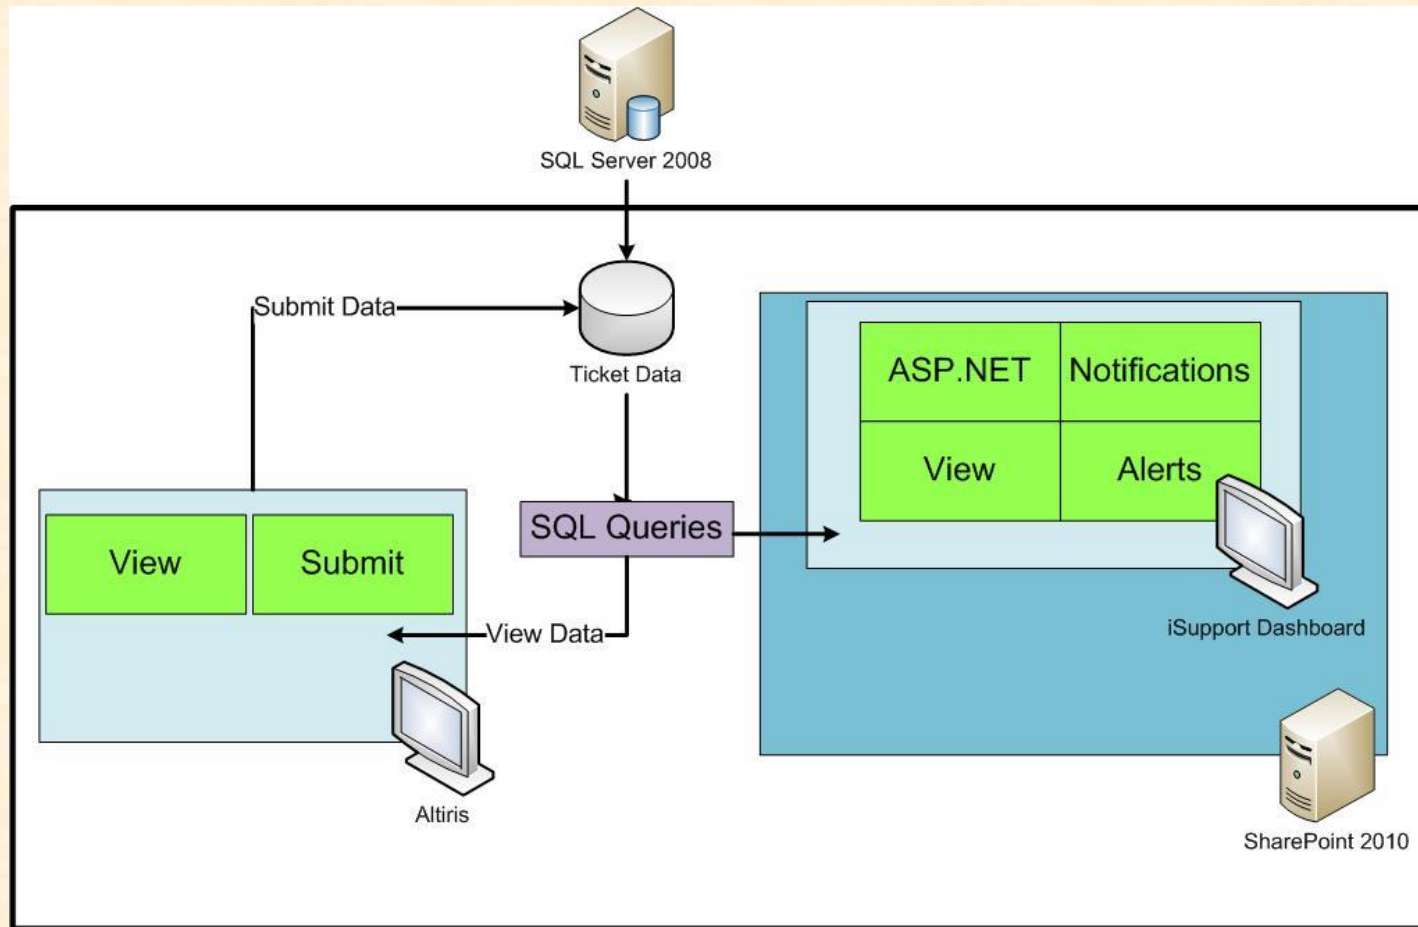 SQL Server 2008
Submit Data
Ticket Data
ASP.NET
Notifications
View
Alerts
SQL Queries
View
Submit
View Data
iSupport Dashboard
Altiris
SharePoint 2010